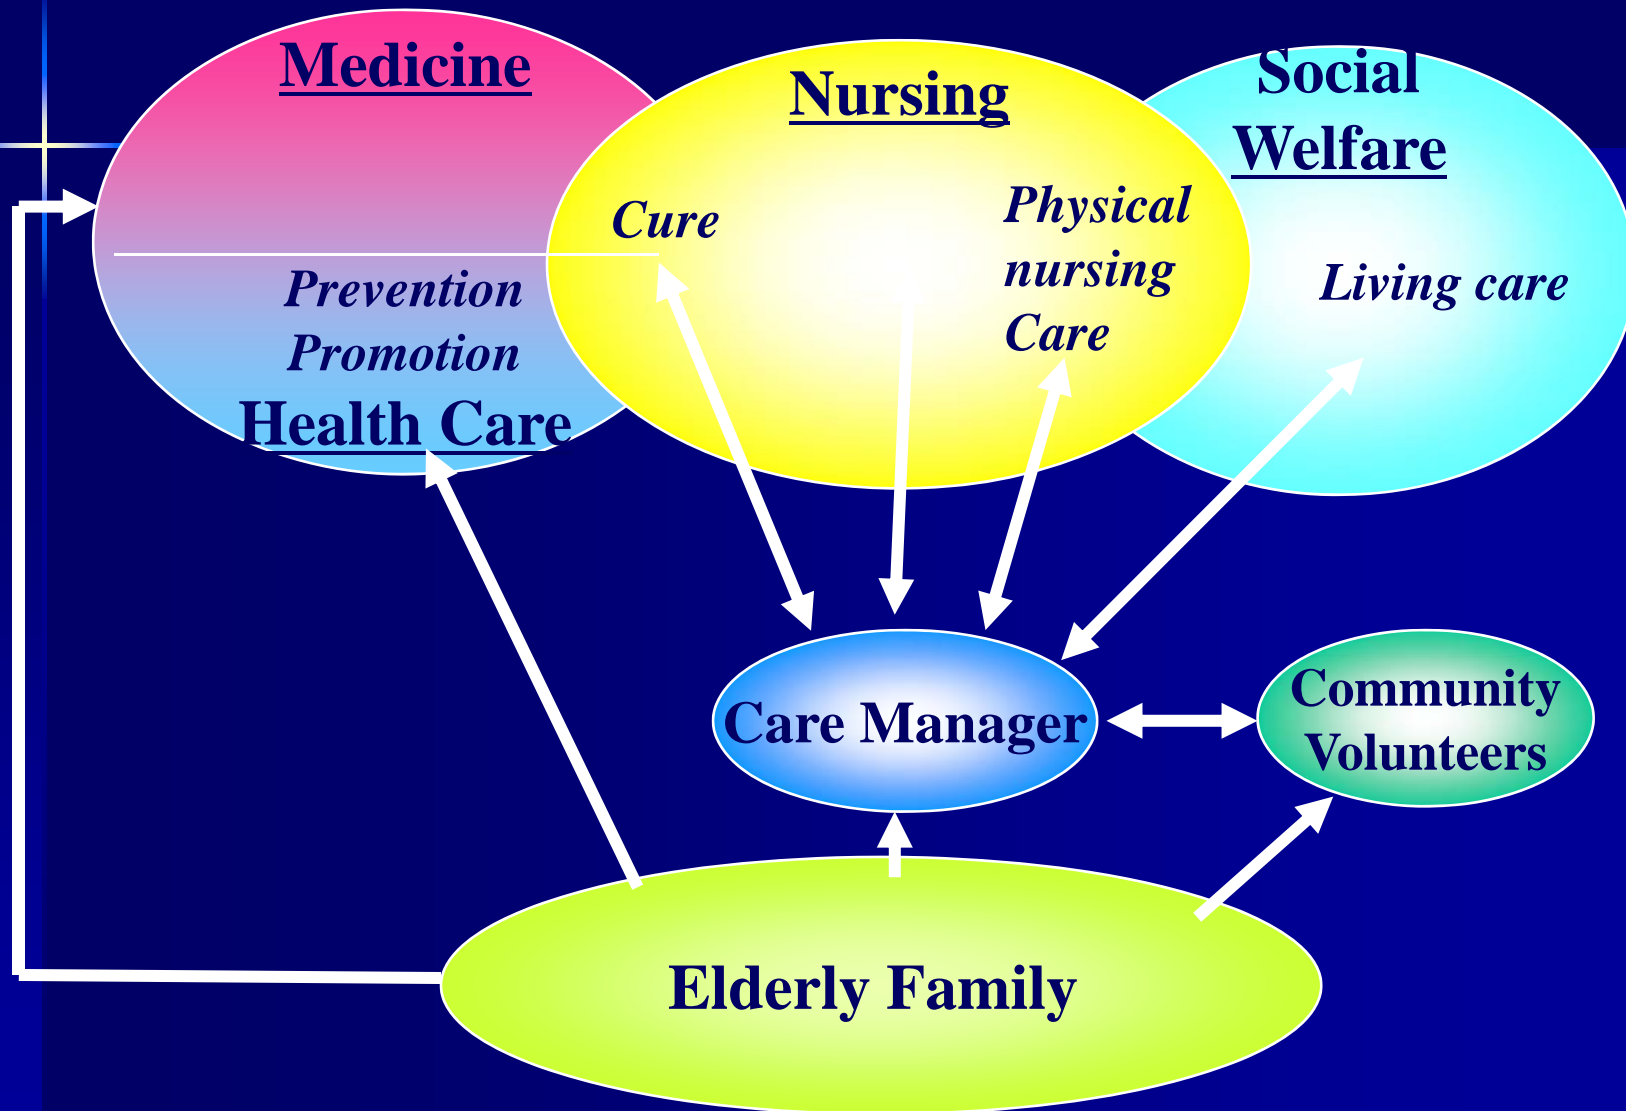 Medicine
Prevention
Promotion
Health Care
Nursing
Cure
Physical
nursing
Care
Social
Welfare
Living care
Care Manager
Community
Volunteers
Elderly Family